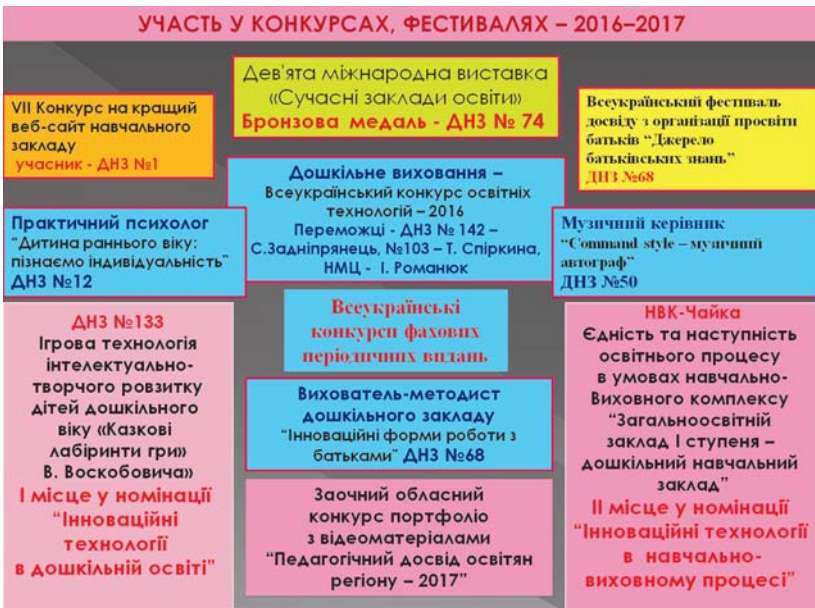 УЧАСТЬ У КОНКУРСАХ, ФЕСТИВАЛЯХ – 2016–2017
Дев'ята міжнародна виставка
«Сучасні заклади освіти»
Бронзова медаль - ДНЗ № 74
VII Конкурс на кращий
веб-сайт навчального
закладу
учасник - ДНЗ №1
Всеукраїнський фестиваль
досвіду з організації просвіти
батьків “Джерело
батьківських знань”
ДНЗ №68
Дошкільне виховання –
Всеукраїнський конкурс освітніх
технологій – 2016
Переможці - ДНЗ № 142 –
С.Задніпрянець, №103 – Т. Спіркина,
НМЦ - І. Романюк
Практичний психолог
“Дитина раннього віку:
пізнаємо індивідуальність”
ДНЗ №12
Музичний керівник
“Command style – музичний
автограф”
ДНЗ №50
Всеукраїнські
конкурси фахових
періодичних видань
ДНЗ №133
Ігрова технологія
інтелектуально-
творчого ровзитку
дітей дошкільного
віку «Казкові
лабіринти гри»
В. Воскобовича»
І місце у номінації
“Інноваційні
технології
в дошкільній освіті”
Вихователь-методист
дошкільного закладу
“Інноваційні форми роботи з
батьками” ДНЗ №68
Заочний обласний
конкурс портфоліо
з відеоматеріалами
“Педагогічний досвід освітян
регіону – 2017”
НВК-Чайка
Єдність та наступність
освітнього процесу
в умовах навчально-
Виховного комплексу
“Загальноосвітній
заклад І ступеня –
дошкільний навчальний
заклад”
ІІ місце у номінації
“Інноваційні технології
в навчально-
виховному процесі”